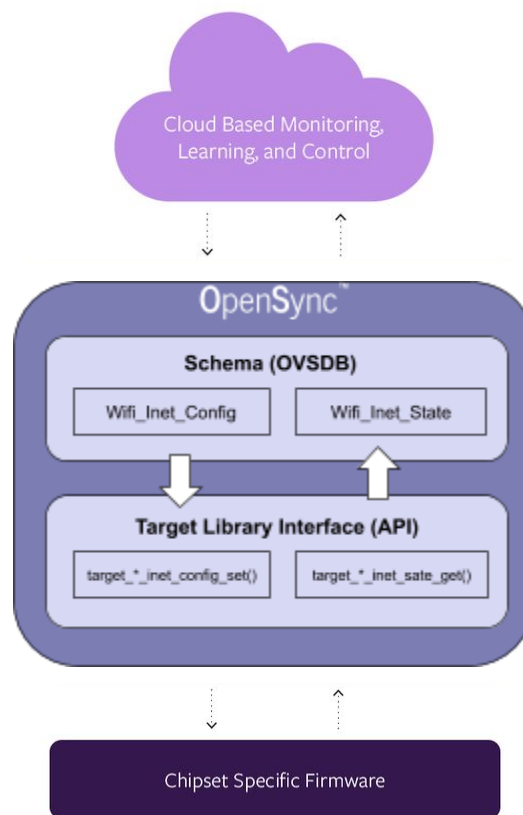 Cloud Based Monitoring,
Learning, and Control
OpenSync™
Schema (OVSDB)
Wifi_Inet_Config
Wifi_Inet_State
Target Library Interface (API)
target_*_inet_config_set()
target_*_inet_sate_get()
Chipset Specific Firmware